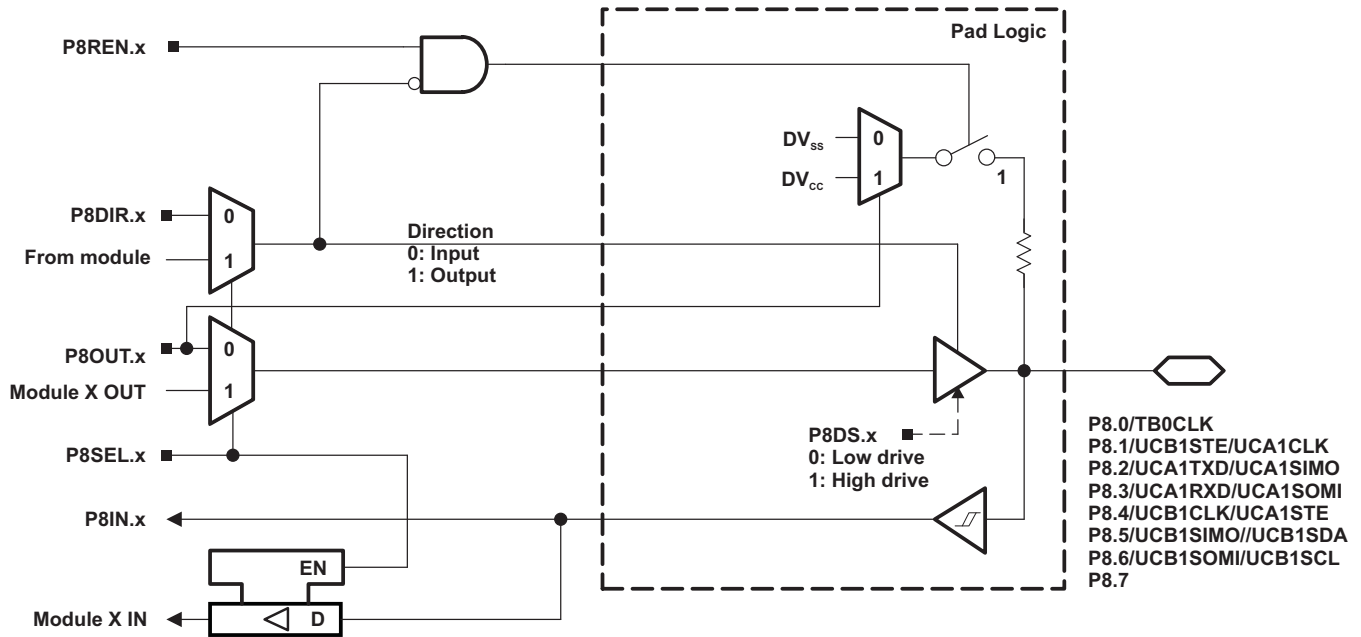 Pad Logic
P8REN.x
DVss
0
DVcc
1
1
P8DIR.x
0
From module
1
Direction
0: Input
1: Output
P8OUT.x
0
Module X OUT
1
P8DS.x
0: Low drive
1: High drive
P8SEL.x
P8IN.x
EN
Module X IN
D
P8.0/TB0CLK
P8.1/UCB1STE/UCA1CLK
P8.2/UCA1TXD/UCA1SIMO
P8.3/UCA1RXD/UCA1SOMI
P8.4/UCB1CLK/UCA1STE
P8.5/UCB1SIMO//UCB1SDA
P8.6/UCB1SOMI/UCB1SCL
P8.7